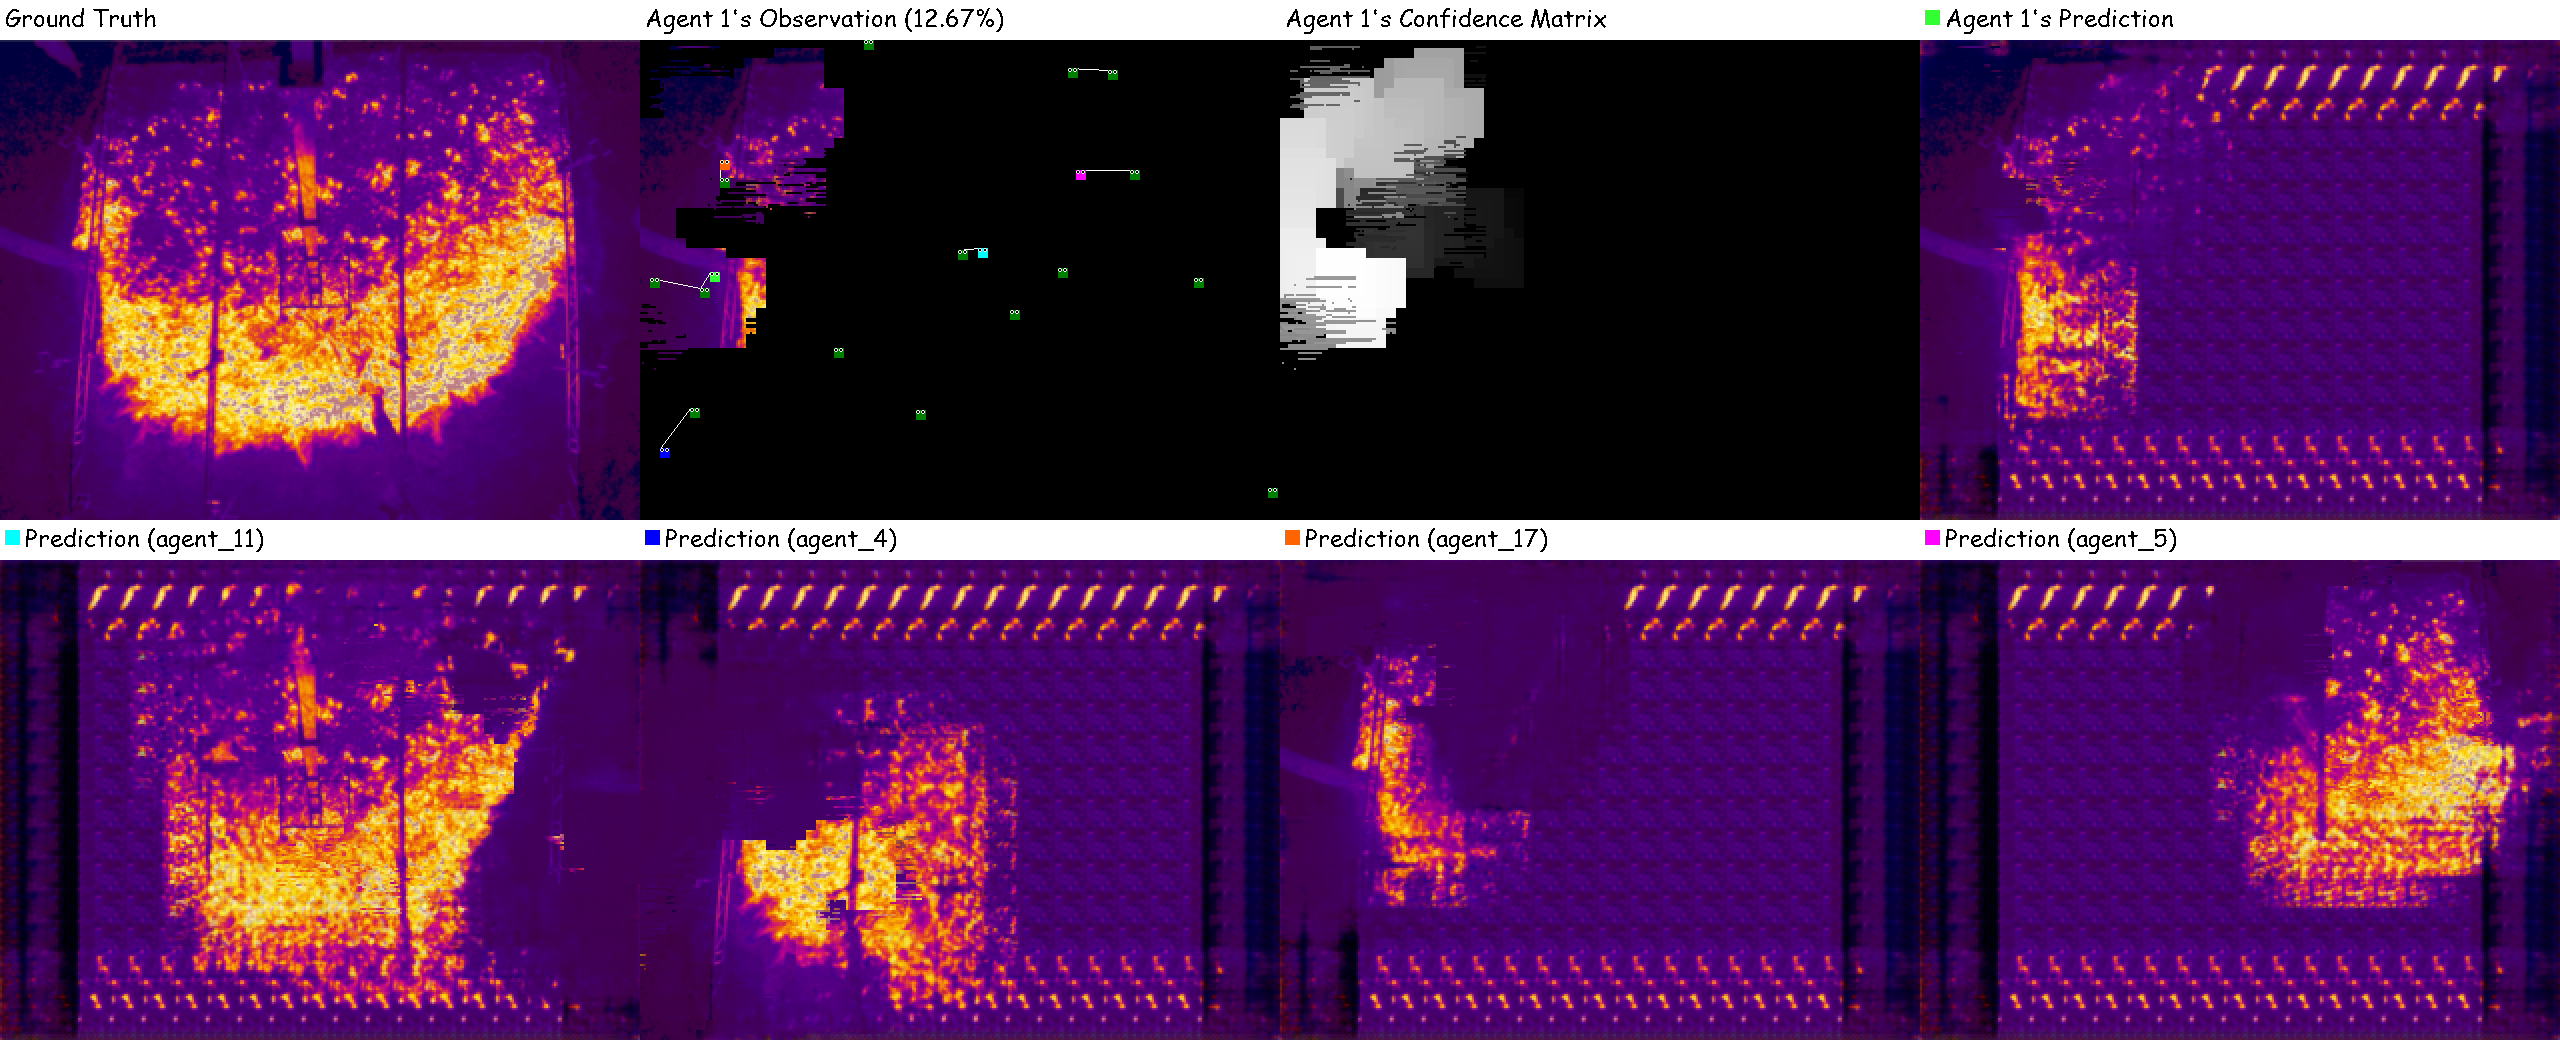 Ground Truth
Agent 1's Observation (12.67%)
Agent 1's Confidence Matrix
Agent 1's Prediction
Prediction (agent_11)
Prediction (agent_4)
Prediction (agent_17)
Prediction (agent_5)